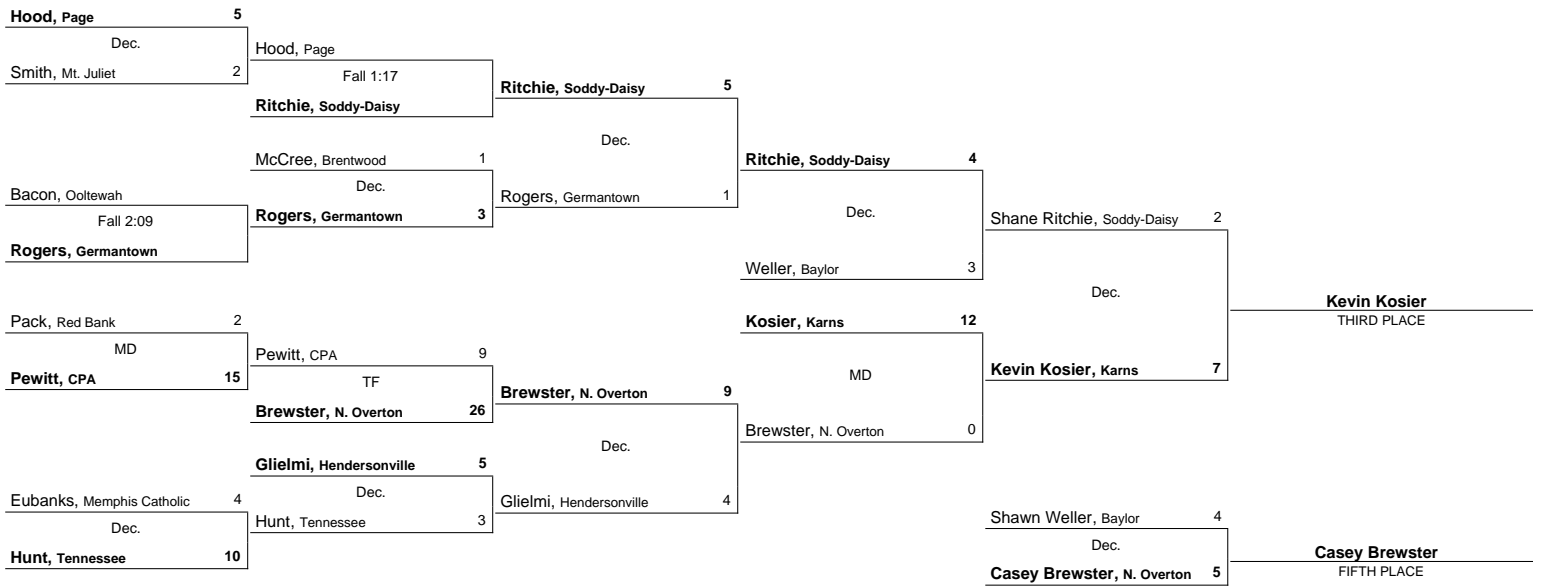 Hood, Page 5
Dec.
Smith, Mt. Juliet 2
Bacon, Ooltewah
Fall 2:09
Rogers, Germantown
Pack, Red Bank 2
MD
Pewitt, CPA 15
Eubanks, Memphis Catholic 4
Dec.
Hunt, Tennessee 10
Hood, Page
Fall 1:17
Ritchie, Soddy-Daisy
McCree, Brentwood 1
Dec.
Rogers, Germantown 3
Pewitt, CPA 9
TF
Brewster, N. Overton 26
Glielmi, Hendersonville 5
Dec.
Hunt, Tennessee 3
Ritchie, Soddy-Daisy 5
Dec.
Rogers, Germantown 1
Brewster, N. Overton 9
Dec.
Glielmi, Hendersonville 4
Ritchie, Soddy-Daisy 4
Dec.
Weller, Baylor 3
Kosier, Karns 12
MD
Brewster, N. Overton 0
Shane Ritchie, Soddy-Daisy 2
Dec.
Kevin Kosier, Karns 7
Kevin Kosier
THIRD PLACE
Shawn Weller, Baylor 4
Dec.
Casey Brewster, N. Overton 5
Casey Brewster
FIFTH PLACE